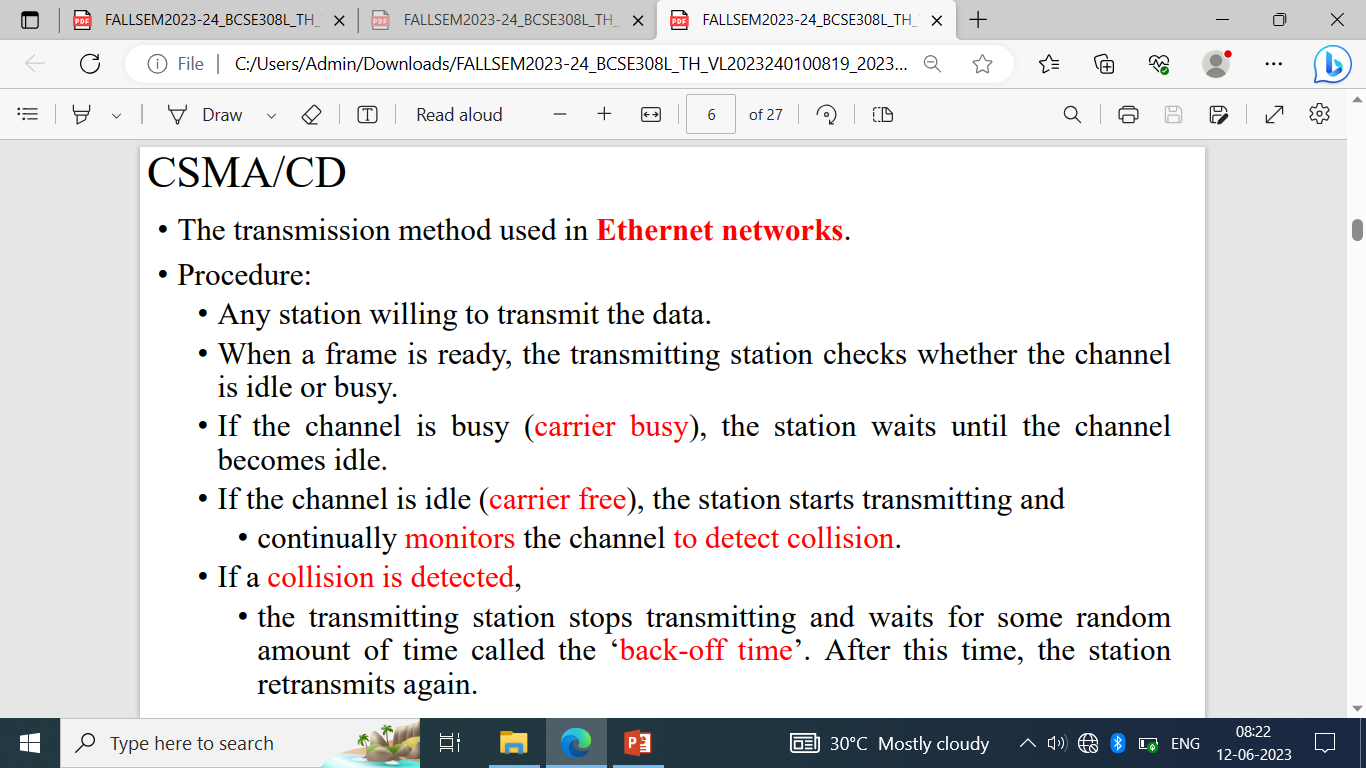 FALLSEM2023-24_BCSE308L_TH_
FALLSEM2023-24_BCSE308L_TH_
FALLSEM2023-24_BCSE308L_TH_
File | C:/Users/Admin/Downloads/FALLSEM2023-24_BCSE308L_TH_VL2023240100819_2023...
Draw
Read aloud
6 of 27
CSMA/CD
• The transmission method used in Ethernet networks.
• Procedure:
• Any station willing to transmit the data.
• When a frame is ready, the transmitting station checks whether the channel
is idle or busy.
• If the channel is busy (carrier busy), the station waits until the channel
becomes idle.
• If the channel is idle (carrier free), the station starts transmitting and
• continually monitors the channel to detect collision.
• If a collision is detected,
• the transmitting station stops transmitting and waits for some random
amount of time called the ‘back-off time’. After this time, the station
retransmits again.
Type here to search
30°C Mostly cloudy
ENG
08:22
12-06-2023